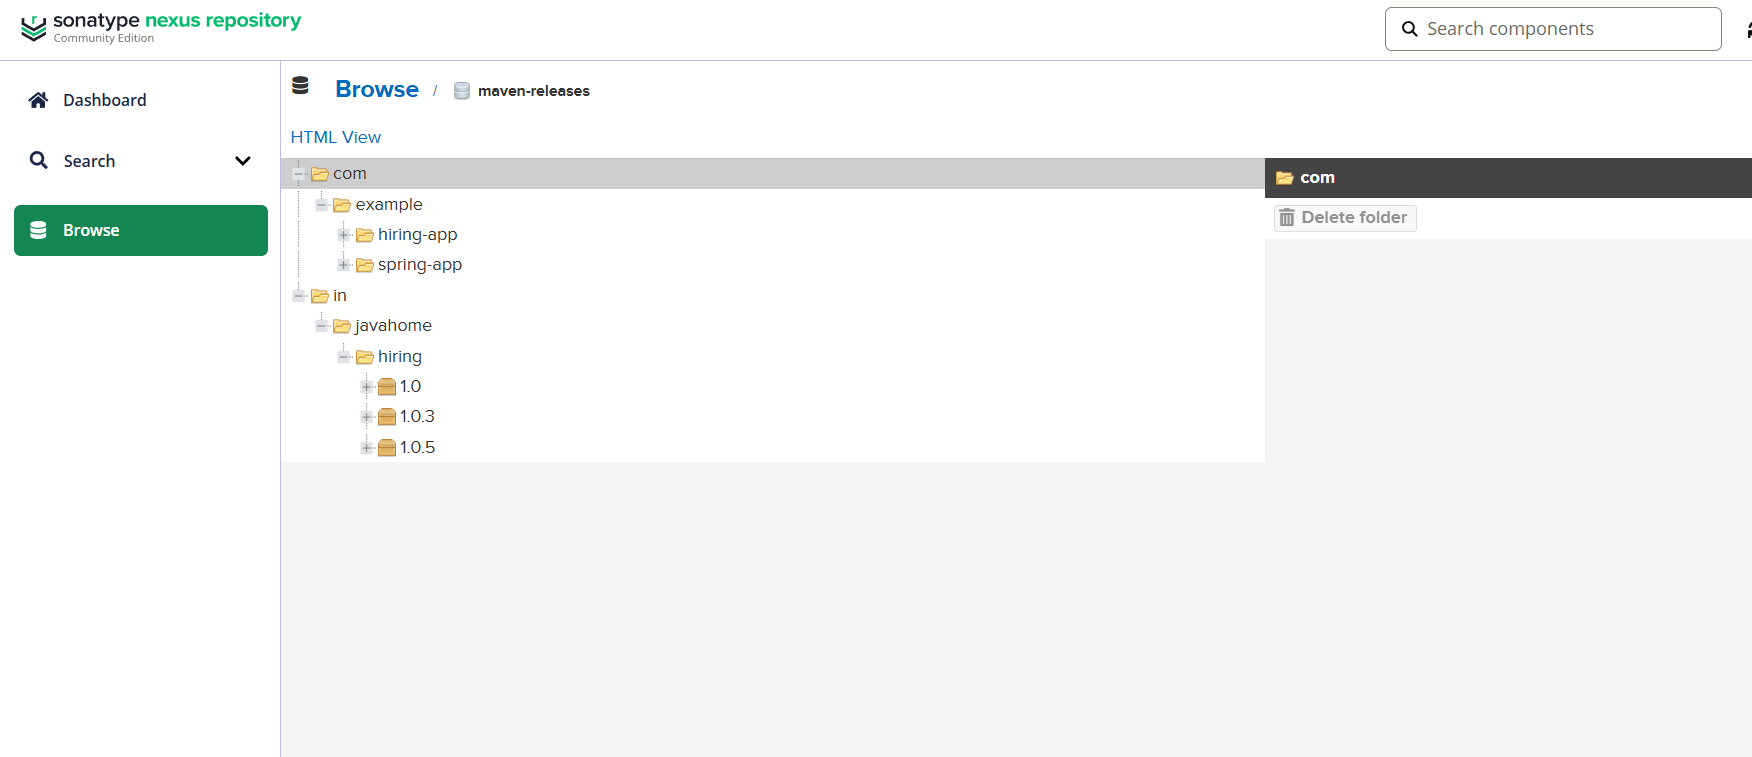 sonatype nexus repository
Community Edition
Search components
Dashboard
Search
Browse
Browse / maven-releases
HTML View
com
example
hiring-app
spring-app
in
javahome
hiring
1.0
1.0.3
1.0.5
com
Delete folder